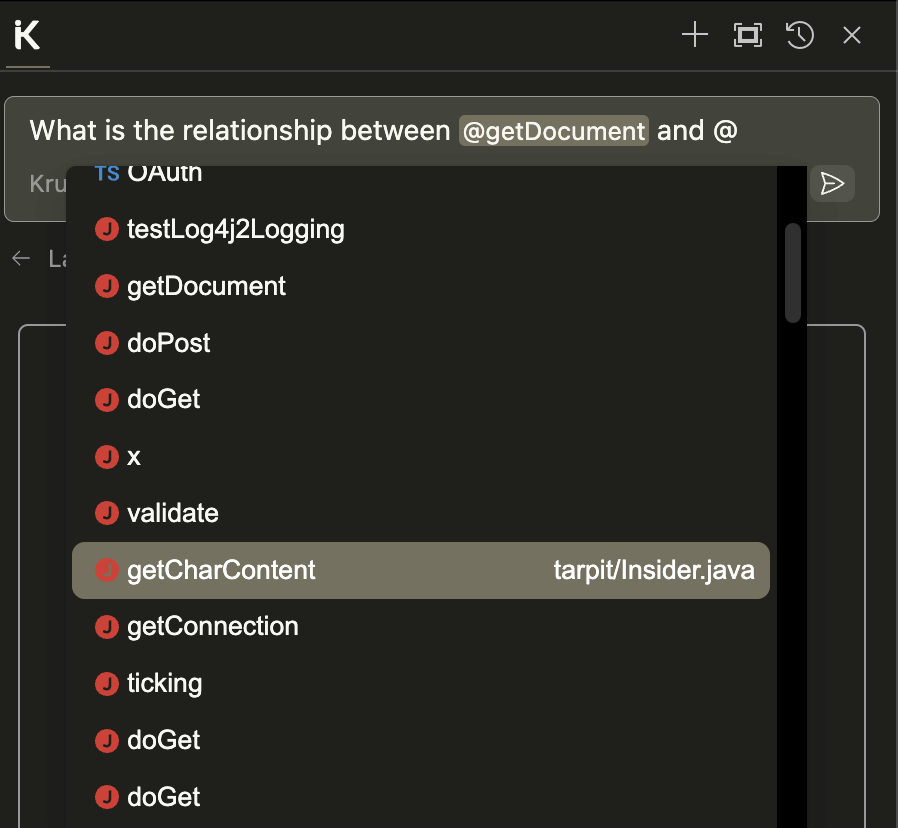 iK
What is the relationship between @getDocument and @
Kru
TS OAuth
J testLog4j2Logging
← La
J getDocument
J doPost
J doGet
J x
J validate
J getCharContent tarpit/Insider.java
J getConnection
J ticking
J doGet
J doGet